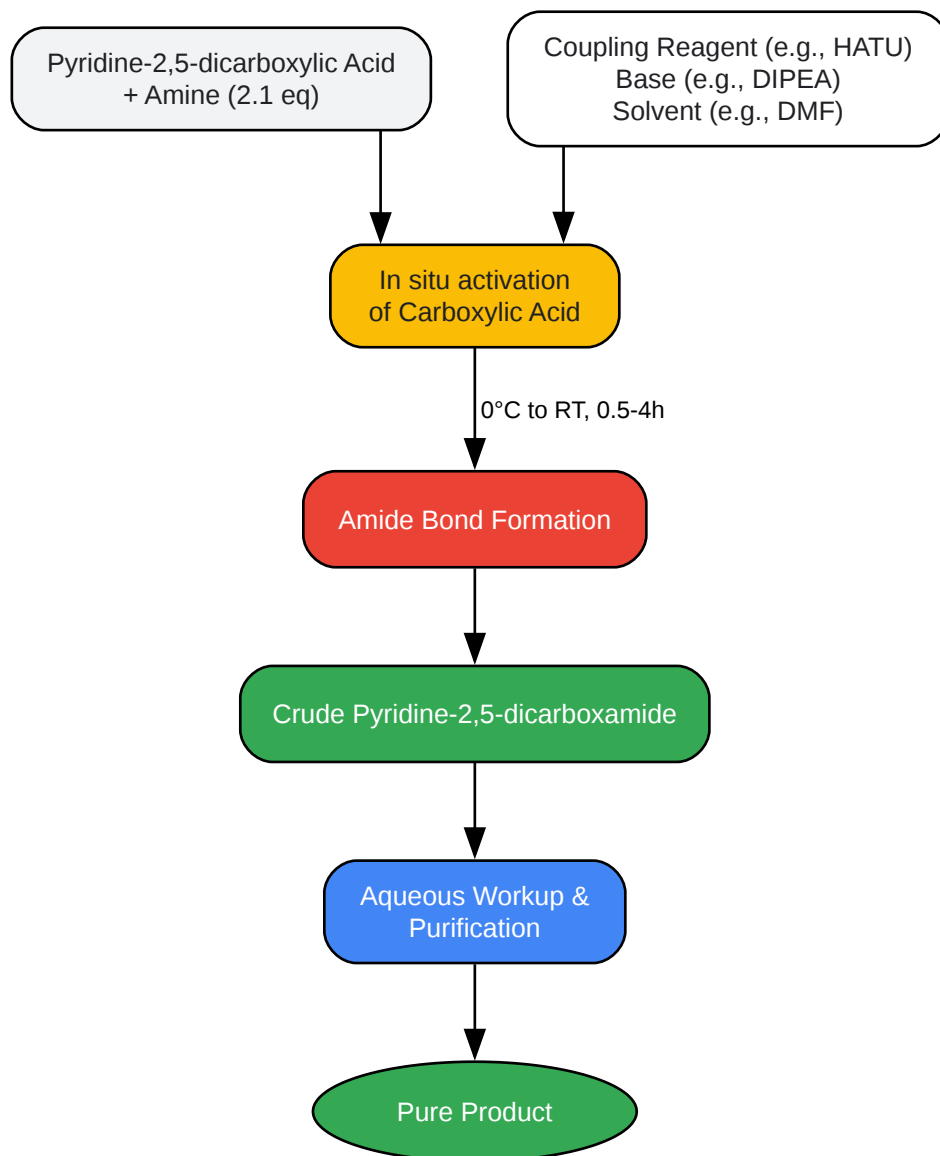 Pyridine-2,5-dicarboxylic Acid
+ Amine (2.1 eq)
Coupling Reagent (e.g., HATU)
Base (e.g., DIPEA)
Solvent (e.g., DMF)
In situ activation
of Carboxylic Acid
0°C to RT, 0.5-4h
Amide Bond Formation
Crude Pyridine-2,5-dicarboxamide
Aqueous Workup &
Purification
Pure Product